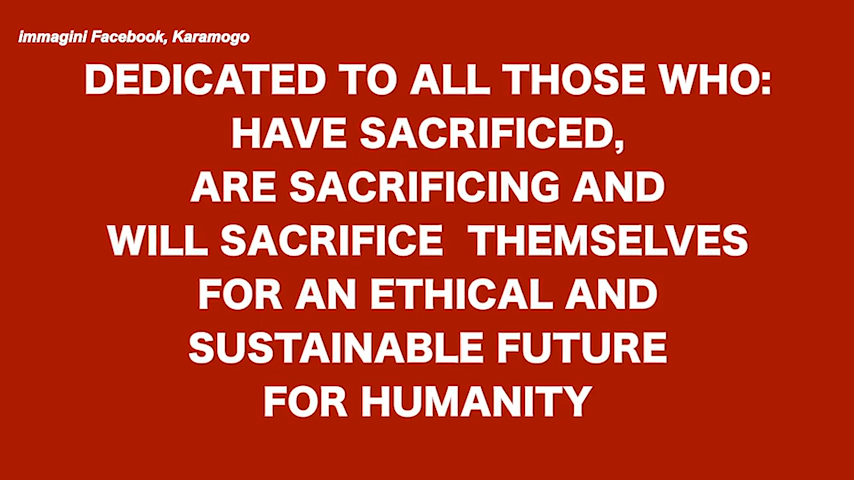 Immagini Facebook, Karamogo
DEDICATED TO ALL THOSE WHO:
HAVE SACRIFICED,
ARE SACRIFICING AND
WILL SACRIFICE THEMSELVES
FOR AN ETHICAL AND
SUSTAINABLE FUTURE
FOR HUMANITY